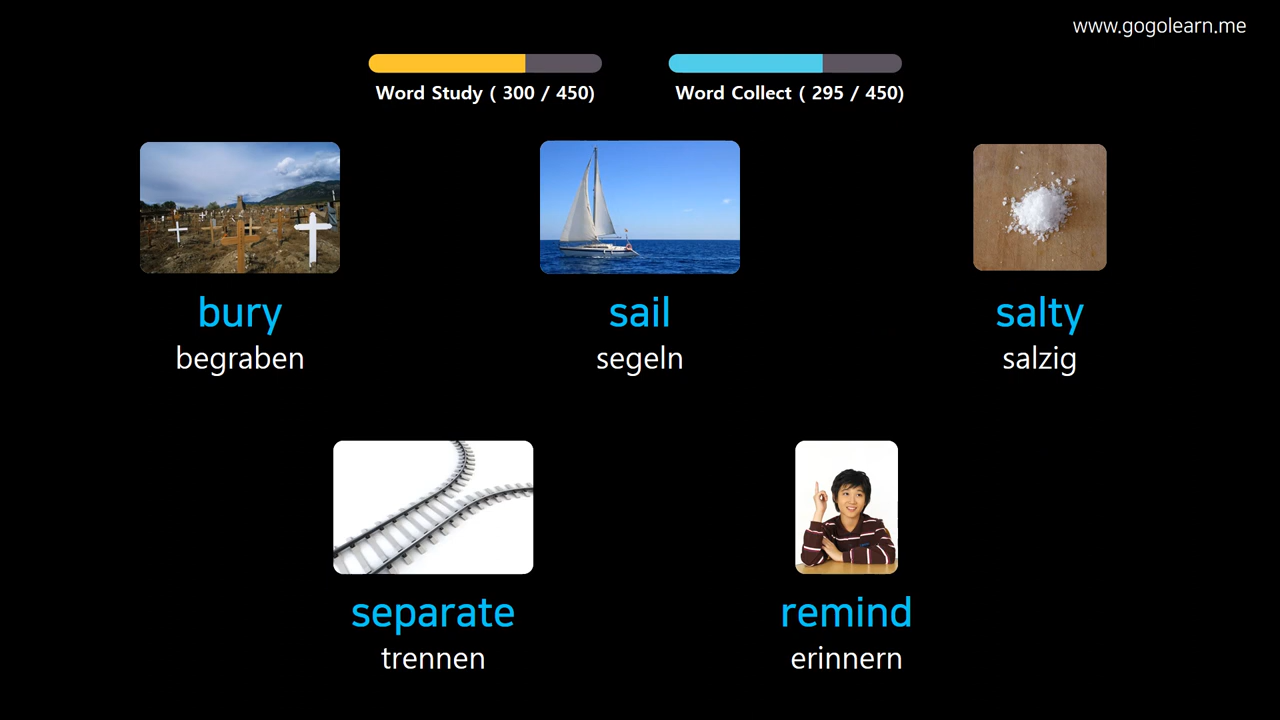 www.gogolearn.me
Word Study ( 300 / 450)
Word Collect ( 295 / 450)
bury
begraben
sail
segeln
salty
salzig
separate
trennen
remind
erinnern